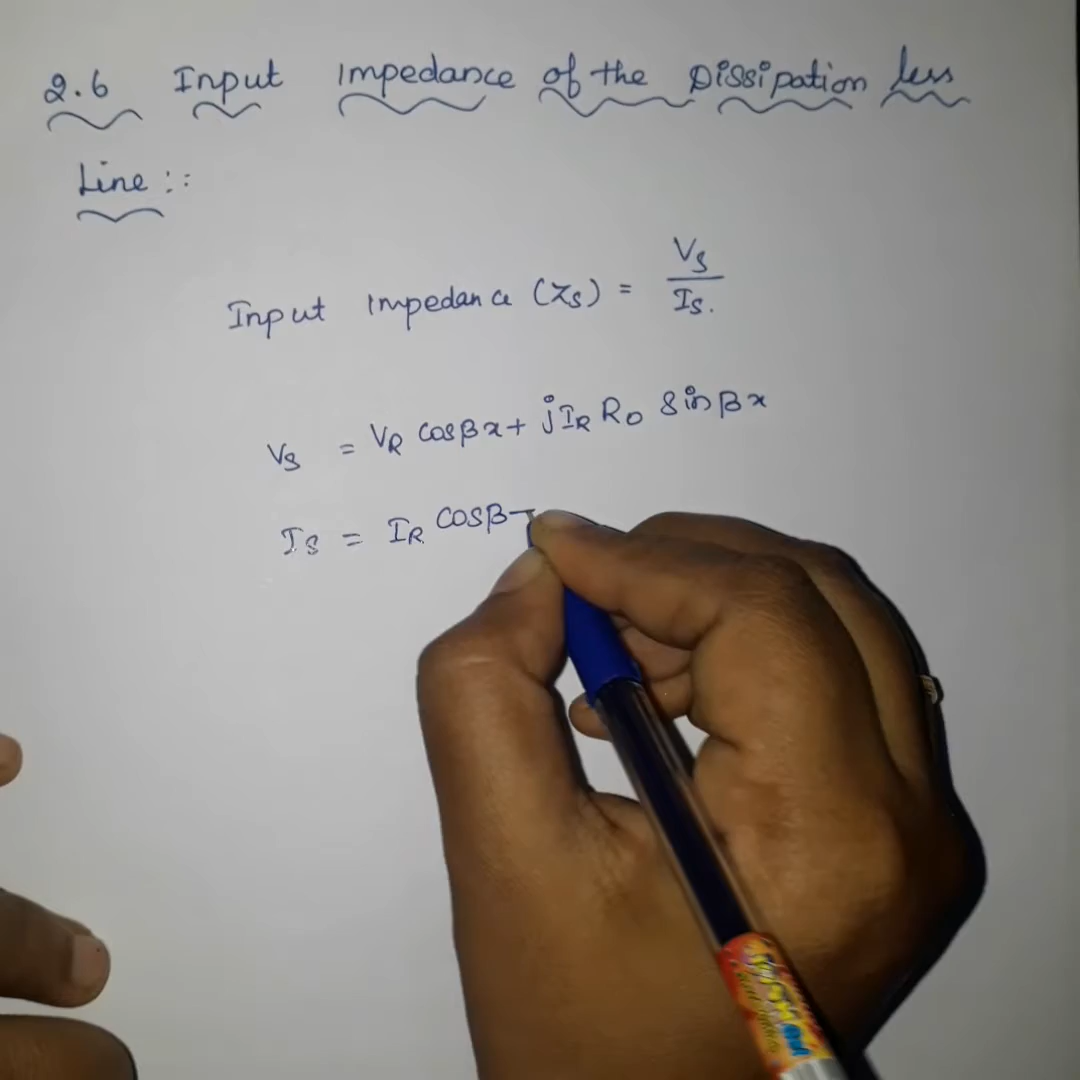 2.6 Input Impedance of the Dissipation less
Line ::
Input Impedance (Zs) = Vs
Is.
Vs = VR cosβx + jIR R0 sinβx
Is = IR cosβ